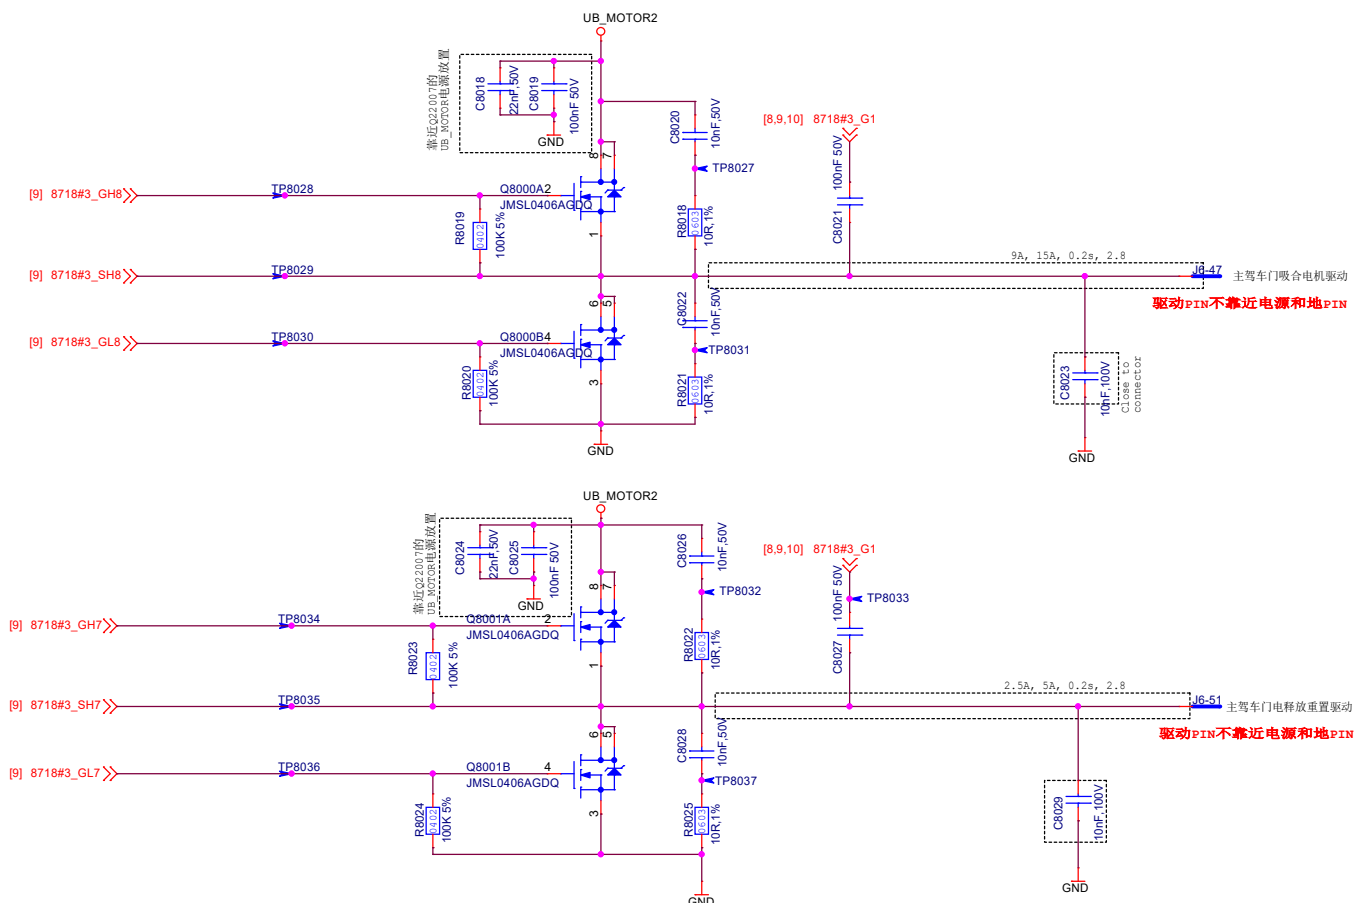 UB_MOTOR2
靠近Q22007的
UB_MOTOR电源放置
C8018
22nF,50V
C8019
100nF 50V
GND
C8020
10nF,50V
TP8027
[8,9,10] 8718#3_G1
100nF 50V
C8021
8
7
[9] 8718#3_GH8
TP8028
Q8000A
2
JMSL0406AGDQ
R8019
0402
100K 5%
1
R8018
0603
10R,1%
9A, 15A, 0.2s, 2.8
[9] 8718#3_SH8
TP8029
J6-47
主驾车门吸合电机驱动
驱动PIN不靠近电源和地PIN
6
5
C8022
10nF,50V
[9] 8718#3_GL8
TP8030
Q8000B
4
JMSL0406AGDQ
TP8031
R8020
0402
100K 5%
3
R8021
0603
10R,1%
C8023
10nF,100V
Close to
connector
GND
GND
UB_MOTOR2
靠近Q22007的
UB_MOTOR电源放置
C8024
22nF,50V
C8025
100nF 50V
GND
C8026
10nF,50V
TP8032
[8,9,10] 8718#3_G1
100nF 50V
TP8033
C8027
8
7
[9] 8718#3_GH7
TP8034
Q8001A
2
JMSL0406AGDQ
R8023
0402
100K 5%
1
R8022
0603
10R,1%
2.5A, 5A, 0.2s, 2.8
[9] 8718#3_SH7
TP8035
J6-51
主驾车门电释放重置驱动
驱动PIN不靠近电源和地PIN
6
5
C8028
10nF,50V
[9] 8718#3_GL7
TP8036
Q8001B
4
JMSL0406AGDQ
TP8037
R8024
0402
100K 5%
3
R8025
0603
10R,1%
C8029
10nF,100V
GND
GND